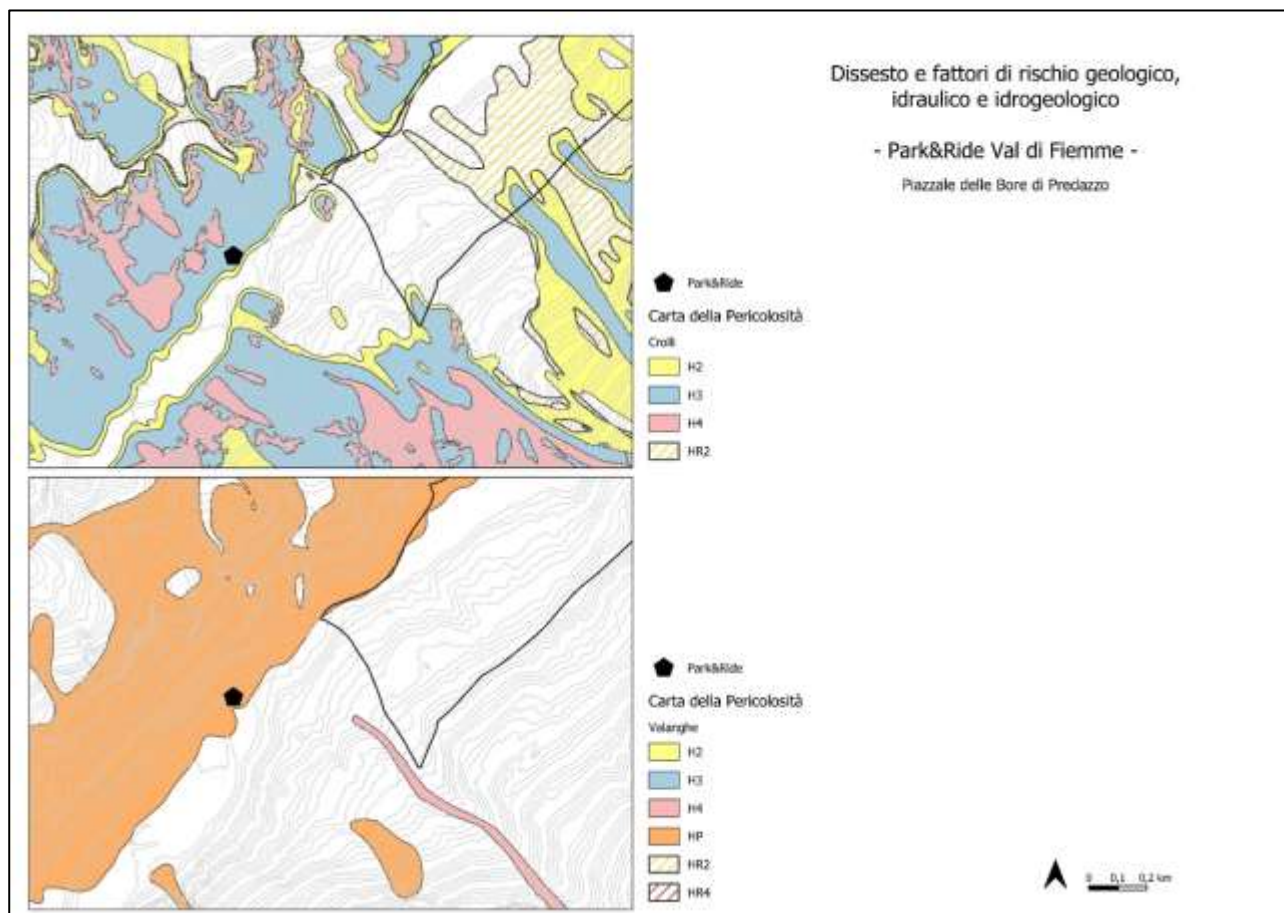 Dissesto e fattori di rischio geologico,
idraulico e idrogeologico
- Park&Ride Val di Fiemme -
Piazzale delle Bore di Predazzo
Park&Ride
Carta della Pericolosità
Crolli
H2
H3
H4
HR2
Park&Ride
Carta della Pericolosità
Valanghe
H2
H3
H4
HP
HR2
HR4
0 0,1 0,2 km